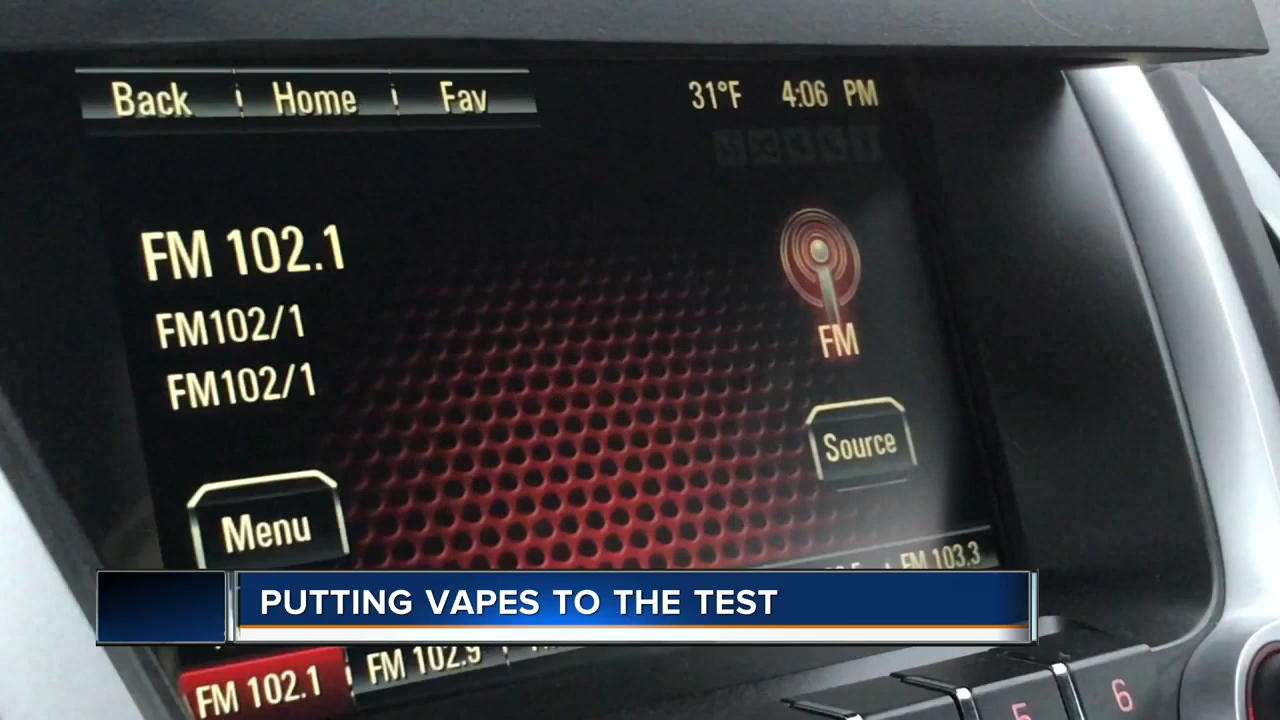 Back Home Fav 31°F 4:06 PM
FM 102.1
FM102/1
FM102/1
FM
Source
Menu
FM 103.3
PUTTING VAPES TO THE TEST
FM 102.1 FM 102.9
5 6